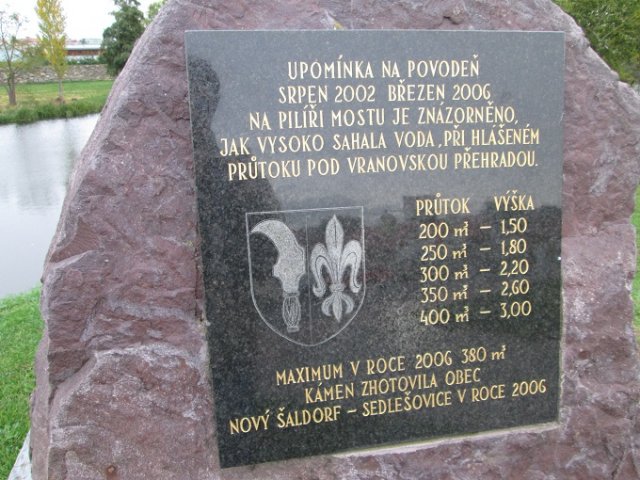 UPOMÍNKA NA POVODEŇ
SRPEN 2002 BŘEZEN 2006
NA PILÍŘI MOSTU JE ZNÁZORNĚNO,
JAK VYSOKO SAHALA VODA, PŘI HLÁŠENÉM
PRŮTOKU POD VRANOVSKOU PŘEHRADOU.
PRŮTOK VÝŠKA
200 m³ – 1,50
250 m³ – 1,80
300 m³ – 2,20
350 m³ – 2,60
400 m³ – 3,00
MAXIMUM V ROCE 2006 380 m³
KÁMEN ZHOTOVILA OBEC
NOVÝ ŠALDORF – SEDLEŠOVICE V ROCE 2006